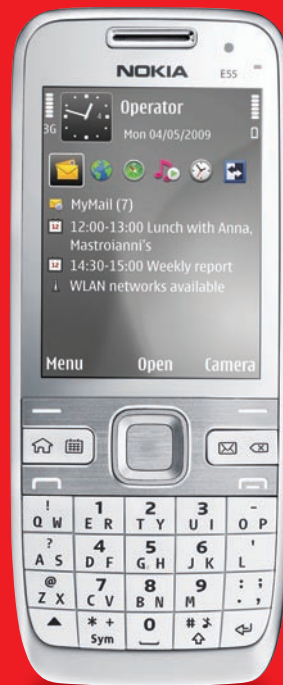 NOKIA E55
3G
Operator
Mon 04/05/2009
MyMail (7)
12:00-13:00 Lunch with Anna,
Mastroianni's
14:30-15:00 Weekly report
WLAN networks available
Menu Open Camera
! 1 2 3 -
Q W E R T Y U I O P
? 4 5 6 '
A S D F G H J K L
@ 7 8 9 : ;
Z X C V B N M . ,
* + 0 #
Sym